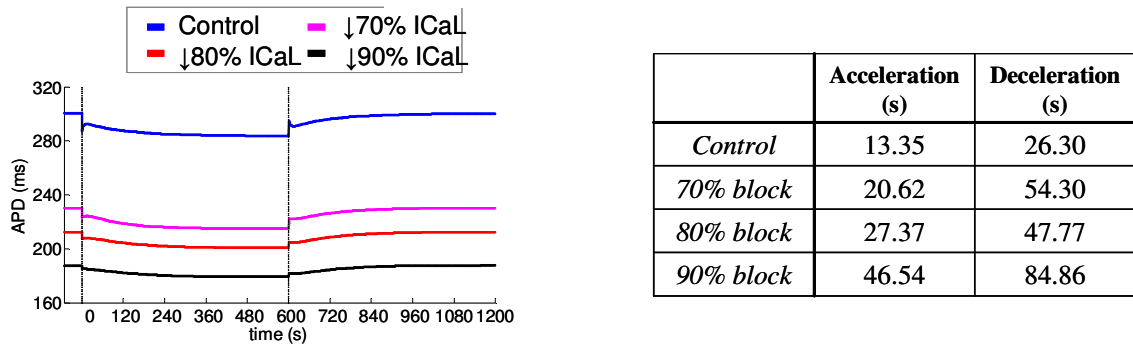 Control ↓70% ICaL
↓80% ICaL ↓90% ICaL
320
280
240
200
160
APD (ms)
0 120 240 360 480 600 720 840 960 1080 1200
time (s)
Acceleration (s) Deceleration (s)
Control 13.35 26.30
70% block 20.62 54.30
80% block 27.37 47.77
90% block 46.54 84.86